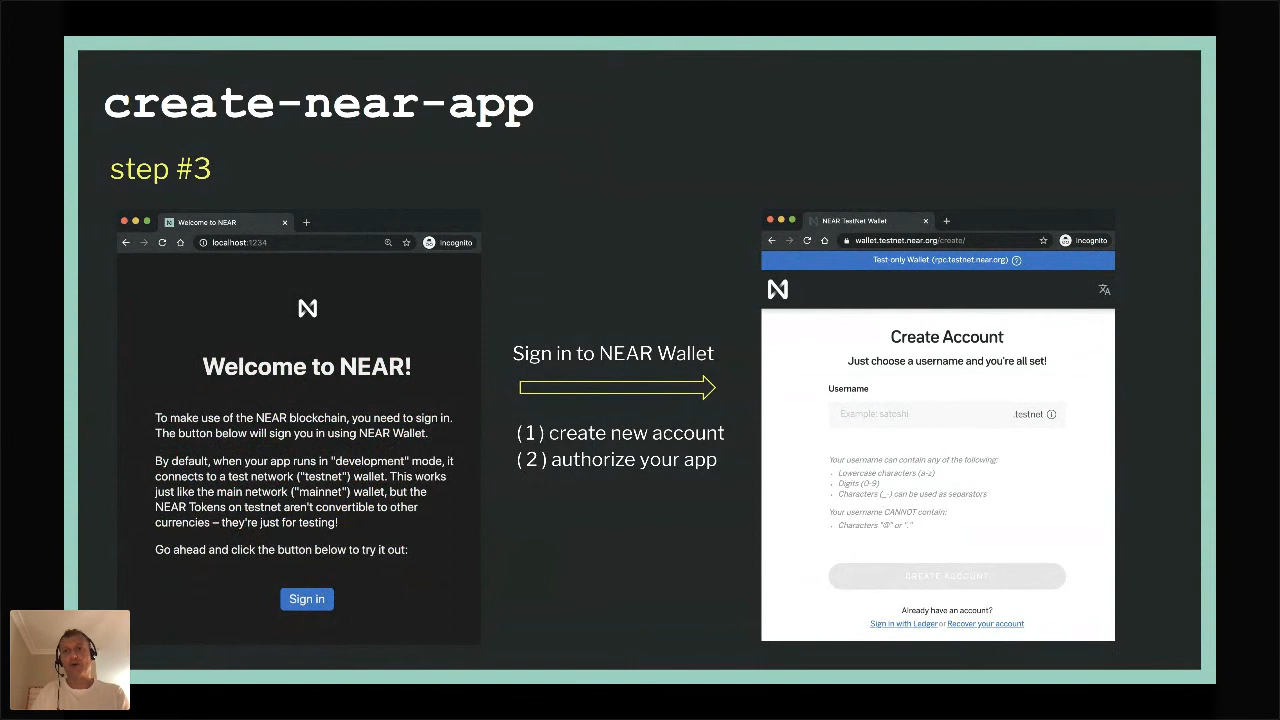 create-near-app
step #3
Welcome to NEAR
localhost:1234
Incognito
Welcome to NEAR!
To make use of the NEAR blockchain, you need to sign in.
The button below will sign you in using NEAR Wallet.
By default, when your app runs in "development" mode, it
connects to a test network ("testnet") wallet. This works
just like the main network ("mainnet") wallet, but the
NEAR Tokens on testnet aren't convertible to other
currencies – they're just for testing!
Go ahead and click the button below to try it out:
Sign in
Sign in to NEAR Wallet
(1) create new account
(2) authorize your app
NEAR TestNet Wallet
wallet.testnet.near.org/create/
Incognito
Test-only Wallet (rpc.testnet.near.org)
Create Account
Just choose a username and you're all set!
Username
Example: satoshi .testnet
Your username can contain any of the following:
Lowercase characters (a-z)
Digits (0-9)
Characters (_-) can be used as separators
Your username CANNOT contain:
Characters "@" or "."
CREATE ACCOUNT
Already have an account?
Sign in with Ledger or Recover your account